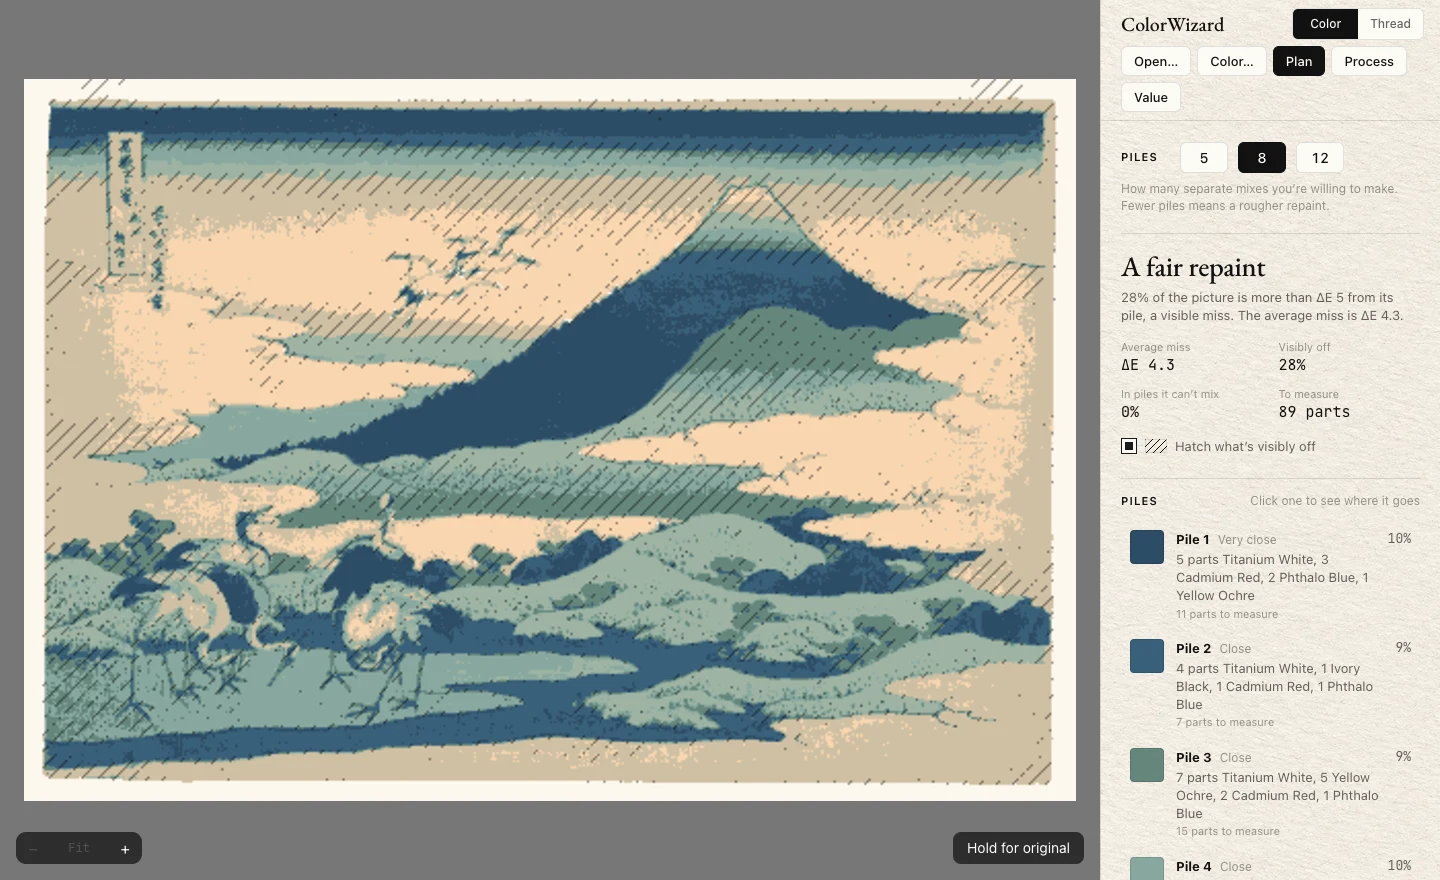 ColorWizard
Color
Thread
Open...
Color...
Plan
Process
Value
PILES
5
8
12
How many separate mixes you're willing to make.
Fewer piles means a rougher repaint.
A fair repaint
28% of the picture is more than ΔE 5 from its
pile, a visible miss. The average miss is ΔE 4.3.
Average miss
Visibly off
ΔE 4.3
28%
In piles it can't mix
To measure
0%
89 parts
Hatch what's visibly off
PILES
Click one to see where it goes
Pile 1 Very close
10%
5 parts Titanium White, 3
Cadmium Red, 2 Phthalo Blue, 1
Yellow Ochre
11 parts to measure
Pile 2 Close
9%
4 parts Titanium White, 1 Ivory
Black, 1 Cadmium Red, 1 Phthalo
Blue
7 parts to measure
Pile 3 Close
9%
7 parts Titanium White, 5 Yellow
Ochre, 2 Cadmium Red, 1 Phthalo
Blue
15 parts to measure
Pile 4 Close
10%
− Fit +
Hold for original